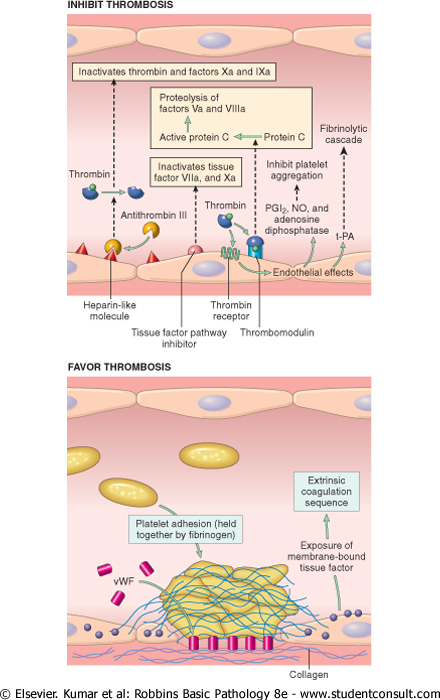 INHIBIT THROMBOSIS
Inactivates thrombin and factors Xa and IXa
Proteolysis of
factors Va and VIIIa
Active protein C
Protein C
Fibrinolytic
cascade
Inactivates tissue
factor VIIa, and Xa
Inhibit platelet
aggregation
Thrombin
Antithrombin III
Thrombin
PGI₂, NO, and
adenosine
diphosphatase
t-PA
Endothelial effects
Heparin-like
molecule
Thrombin
receptor
Tissue factor pathway
inhibitor
Thrombomodulin
FAVOR THROMBOSIS
Extrinsic
coagulation
sequence
Platelet adhesion (held
together by fibrinogen)
Exposure of
membrane-bound
tissue factor
vWF
Collagen
© Elsevier. Kumar et al: Robbins Basic Pathology 8e - www.studentconsult.com